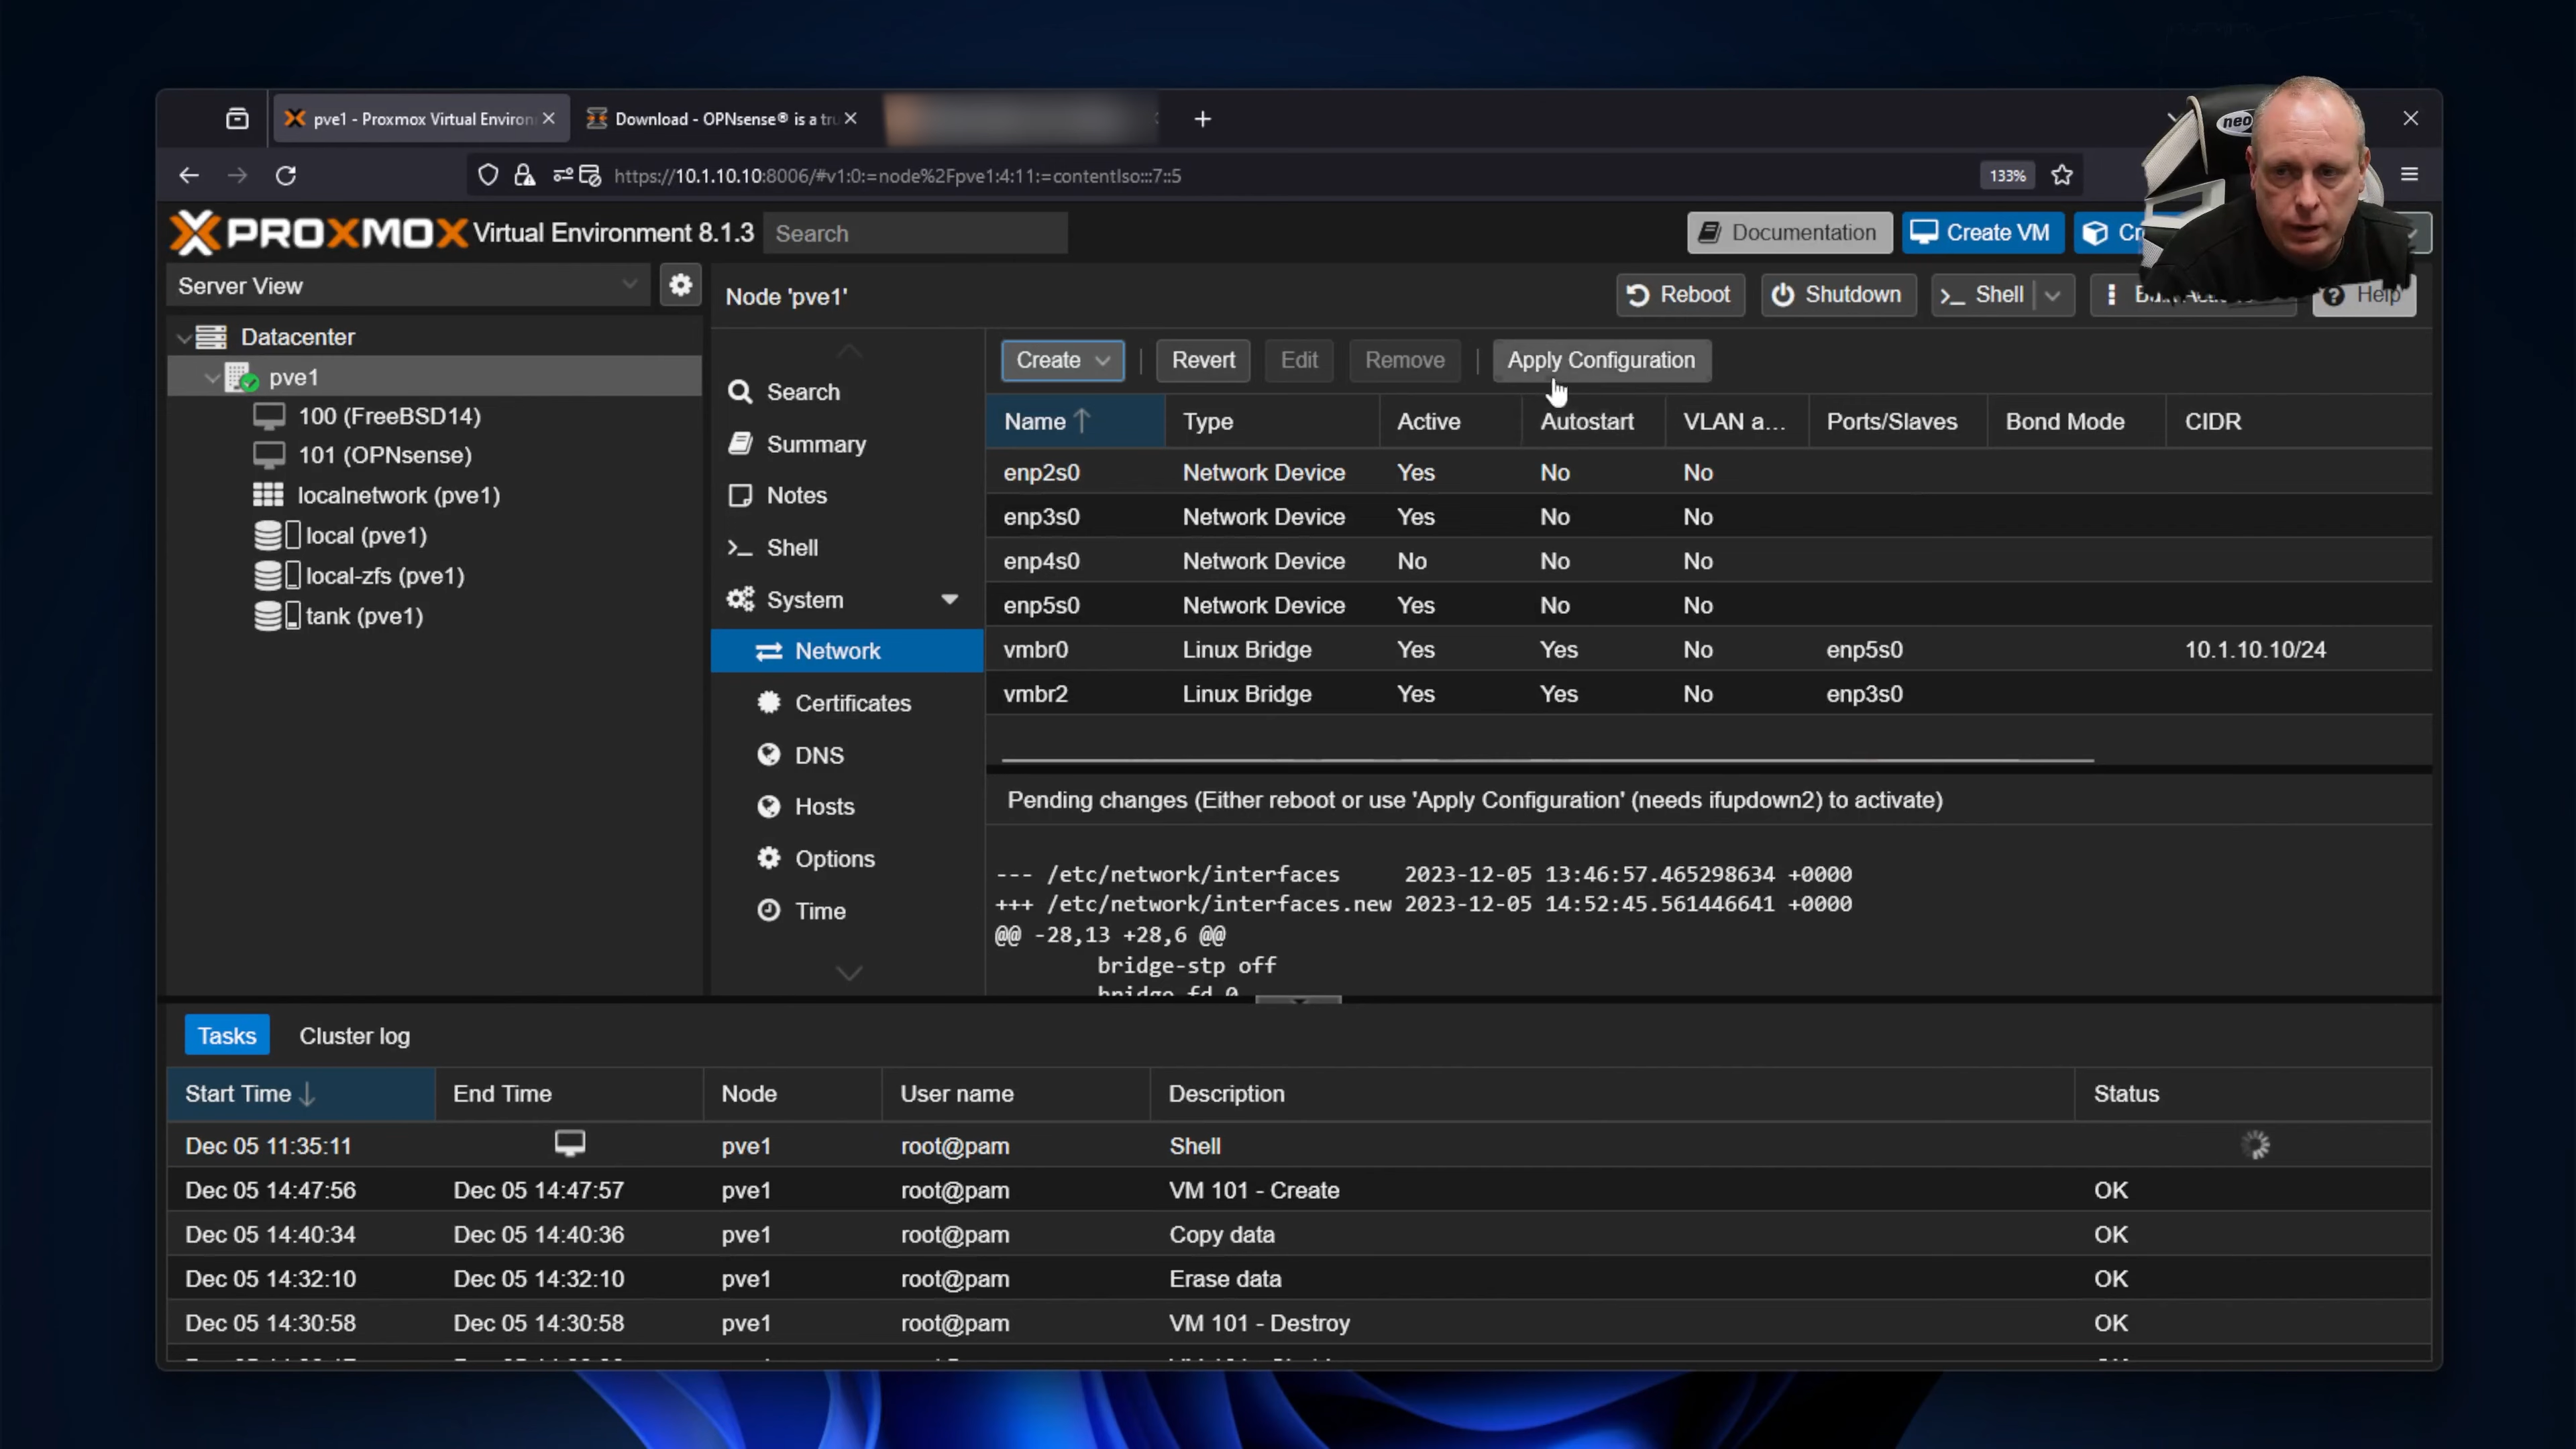 pve1 - Proxmox Virtual Environ
Download - OPNsense® is a tru
https://10.1.10.10:8006/#v1:0:=node%2Fpve1:4:11:=contentIso:::7::5
133%
neo
PROXMOX Virtual Environment 8.1.3
Search
Documentation
Create VM
Server View
Node 'pve1'
Reboot
Shutdown
Shell
Help
Datacenter
pve1
100 (FreeBSD14)
101 (OPNsense)
localnetwork (pve1)
local (pve1)
local-zfs (pve1)
tank (pve1)
Search
Summary
Notes
Shell
System
Network
Certificates
DNS
Hosts
Options
Time
Create
Revert
Edit
Remove
Apply Configuration
Name Type Active Autostart VLAN a... Ports/Slaves Bond Mode CIDR
enp2s0 Network Device Yes No No
enp3s0 Network Device Yes No No
enp4s0 Network Device No No No
enp5s0 Network Device Yes No No
vmbr0 Linux Bridge Yes Yes No enp5s0 10.1.10.10/24
vmbr2 Linux Bridge Yes Yes No enp3s0
Pending changes (Either reboot or use 'Apply Configuration' (needs ifupdown2) to activate)
--- /etc/network/interfaces 2023-12-05 13:46:57.465298634 +0000
+++ /etc/network/interfaces.new 2023-12-05 14:52:45.561446641 +0000
@@ -28,13 +28,6 @@
bridge-stp off
bridge-fd 0
Tasks
Cluster log
Start Time End Time Node User name Description Status
Dec 05 11:35:11 pve1 root@pam Shell
Dec 05 14:47:56 Dec 05 14:47:57 pve1 root@pam VM 101 - Create OK
Dec 05 14:40:34 Dec 05 14:40:36 pve1 root@pam Copy data OK
Dec 05 14:32:10 Dec 05 14:32:10 pve1 root@pam Erase data OK
Dec 05 14:30:58 Dec 05 14:30:58 pve1 root@pam VM 101 - Destroy OK